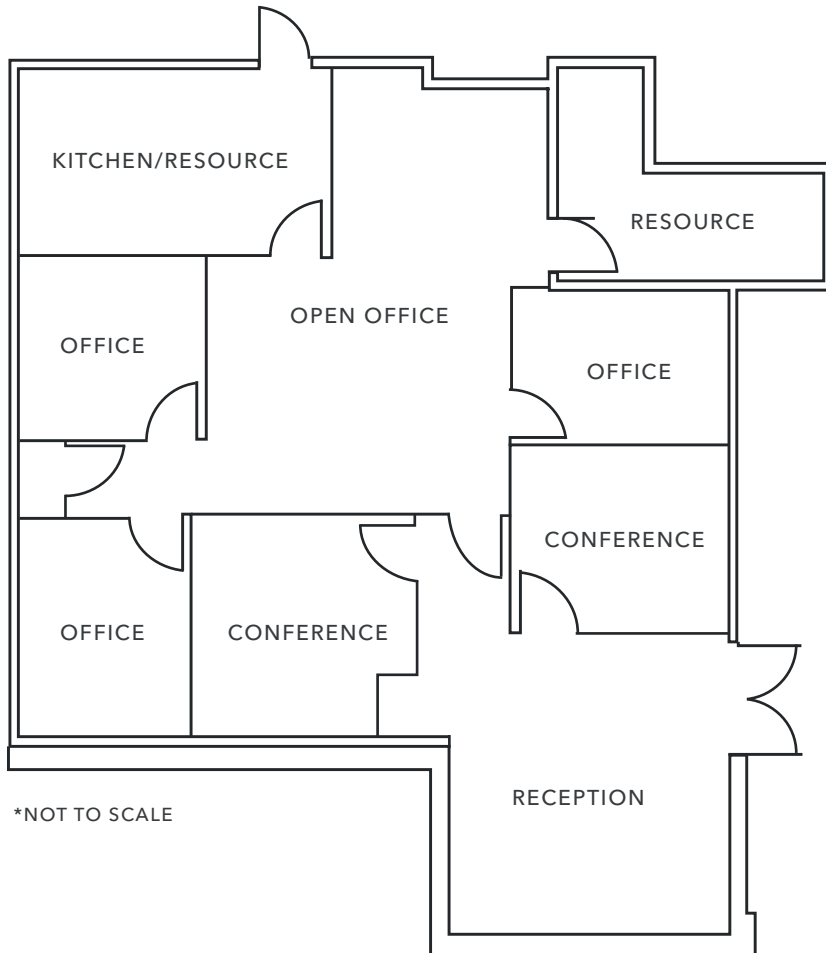 KITCHEN/RESOURCE
RESOURCE
OPEN OFFICE
OFFICE
OFFICE
CONFERENCE
OFFICE
CONFERENCE
RECEPTION
*NOT TO SCALE